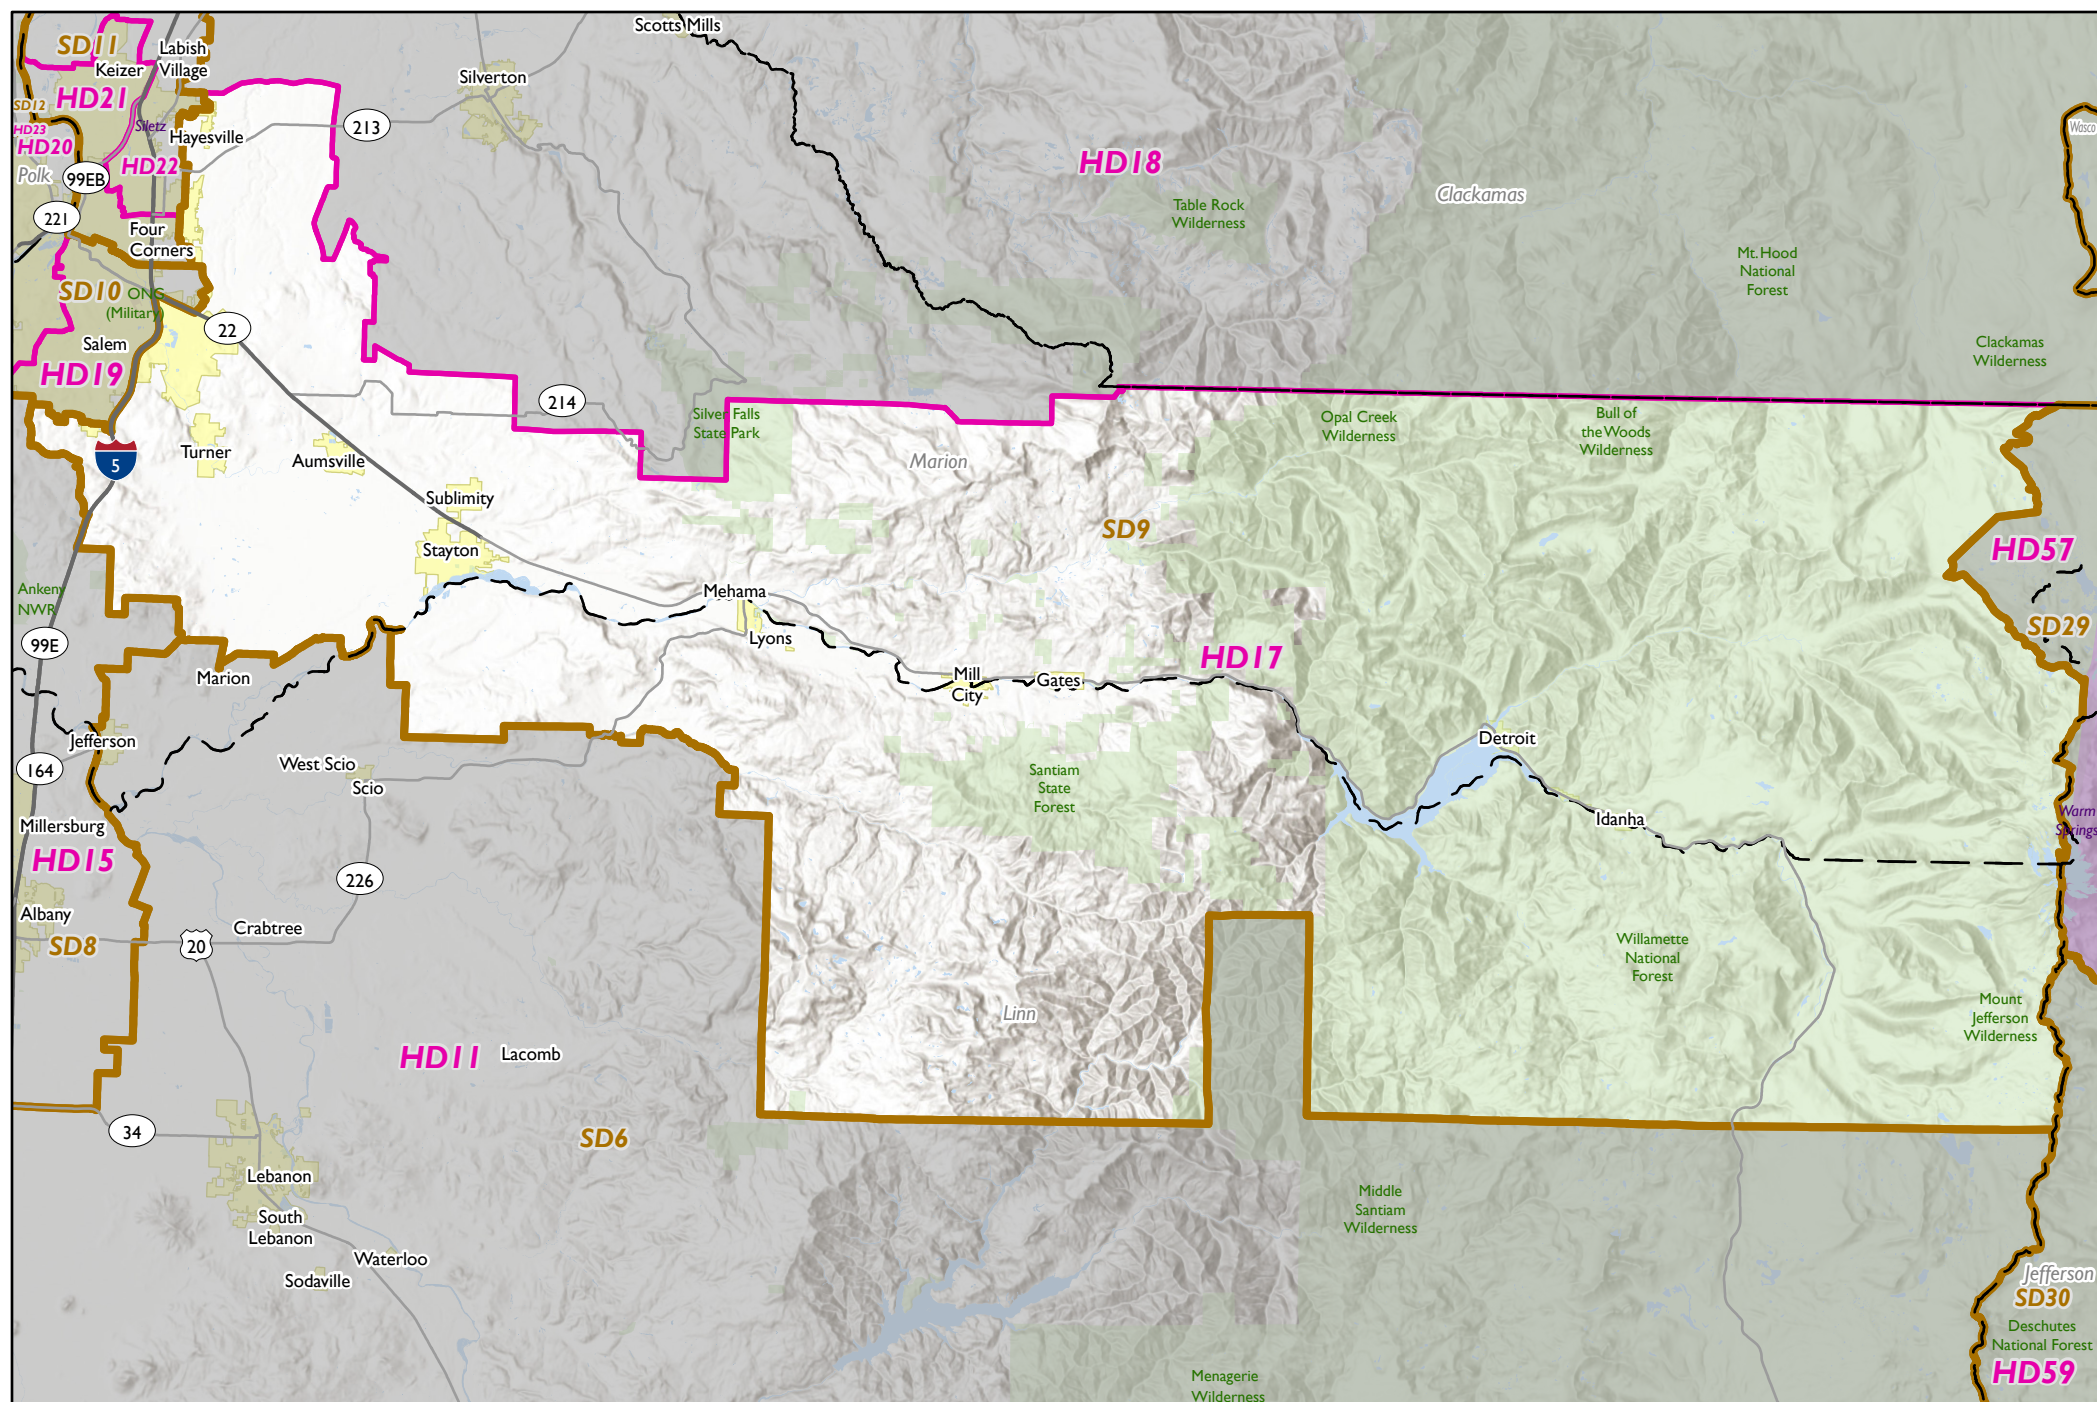 Scotts Mills
SD11
Labish
Village
Keizer
Silverton
HD21
SD12
HD23
HD20
Siletz
Hayesville
213
Wasco
HD22
HD18
Polk
99EB
Clackamas
Table Rock
Wilderness
221
Four
Corners
Mt. Hood
National
Forest
SD10
ONG
(Military)
22
Salem
Clackamas
Wilderness
HD19
214
Silver Falls
State Park
Opal Creek
Wilderness
Bull of
the Woods
Wilderness
Turner
Aumsville
5
Marion
Sublimity
SD9
Stayton
HD57
Ankeny
NWR
Mehama
99E
Lyons
SD29
HD17
Marion
Mill
City
Gates
Jefferson
Detroit
164
West Scio
Scio
Santiam
State
Forest
Millersburg
Idanha
Warm
Springs
HD15
226
Albany
Crabtree
SD8
20
Willamette
National
Forest
Linn
Mount
Jefferson
Wilderness
HD11
Lacomb
34
SD6
Lebanon
Middle
Santiam
Wilderness
South
Lebanon
Waterloo
Sodaville
Jefferson
SD30
Deschutes
National Forest
HD59
Menagerie
Wilderness